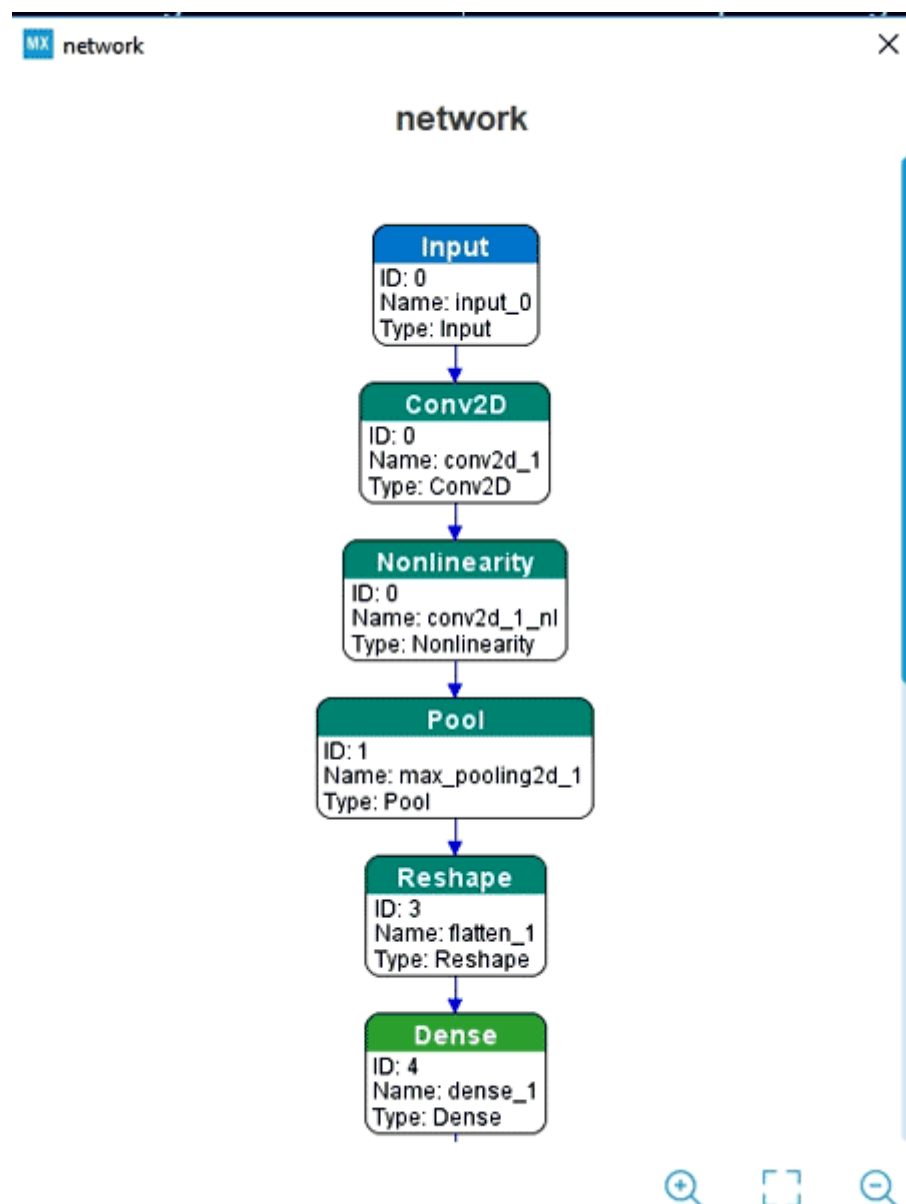 MX network
network
Input
ID: 0
Name: input_0
Type: Input
Conv2D
ID: 0
Name: conv2d_1
Type: Conv2D
Nonlinearity
ID: 0
Name: conv2d_1_nl
Type: Nonlinearity
Pool
ID: 1
Name: max_pooling2d_1
Type: Pool
Reshape
ID: 3
Name: flatten_1
Type: Reshape
Dense
ID: 4
Name: dense_1
Type: Dense